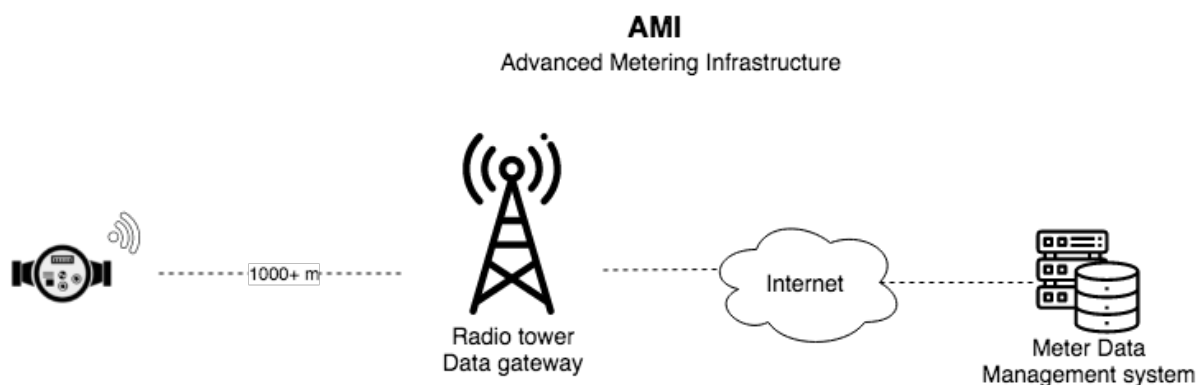 AMI
Advanced Metering Infrastructure
1000+ m
Radio tower
Data gateway
Internet
Meter Data
Management system